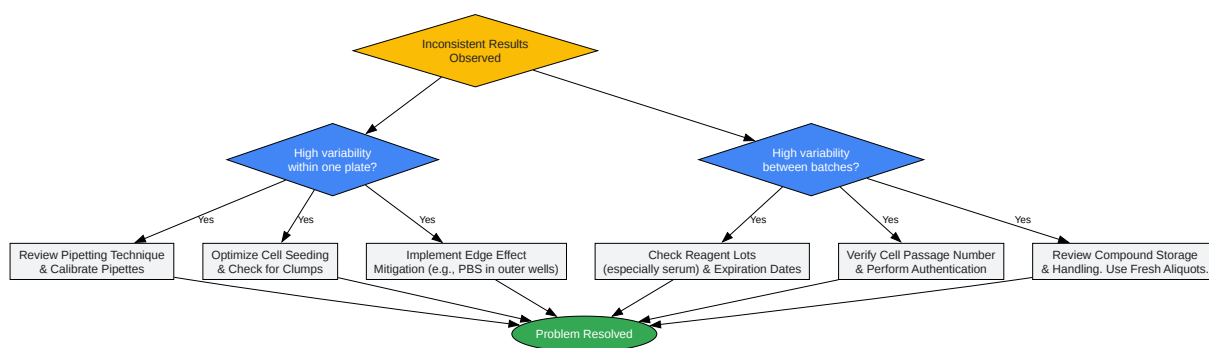 Inconsistent Results
Observed
High variability
within one plate?
High variability
between batches?
Yes
Yes
Yes
Yes
Yes
Yes
Review Pipetting Technique
& Calibrate Pipettes
Optimize Cell Seeding
& Check for Clumps
Implement Edge Effect
Mitigation (e.g., PBS in outer wells)
Check Reagent Lots
(especially serum) & Expiration Dates
Verify Cell Passage Number
& Perform Authentication
Review Compound Storage
& Handling. Use Fresh Aliquots.
Problem Resolved